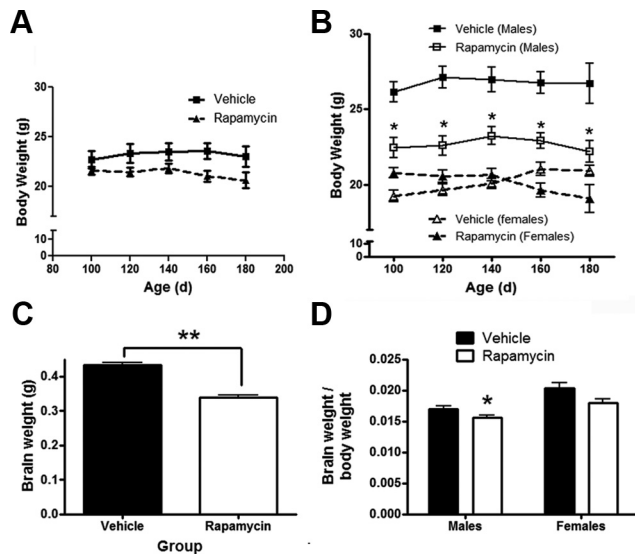 A
Body Weight (g)
30
25
20
10
0
Vehicle
Rapamycin
80 100 120 140 160 180 200
Age (d)
B
Body Weight (g)
30
25
20
10
0
Vehicle (Males)
Rapamycin (Males)
* * * * *
Vehicle (females)
Rapamycin (Females)
100 120 140 160 180
Age (d)
C
Brain weight (g)
0.4
0.3
0.2
0.1
0.0
**
Vehicle Rapamycin
Group
D
Brain weight /
body weight
0.025
0.020
0.015
0.010
0.005
0.000
Vehicle
Rapamycin
*
Males Females